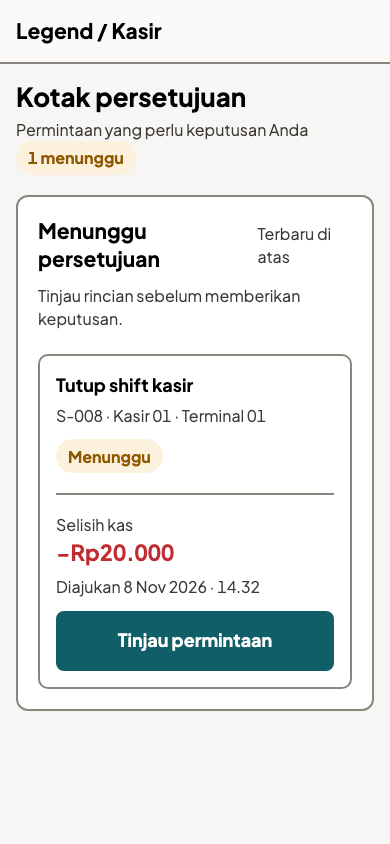 Legend / Kasir
Kotak persetujuan
Permintaan yang perlu keputusan Anda
1 menunggu
Menunggu
persetujuan
Terbaru di
atas
Tinjau rincian sebelum memberikan
keputusan.
Tutup shift kasir
S-008 · Kasir 01 · Terminal 01
Menunggu
Selisih kas
−Rp20.000
Diajukan 8 Nov 2026 · 14.32
Tinjau permintaan